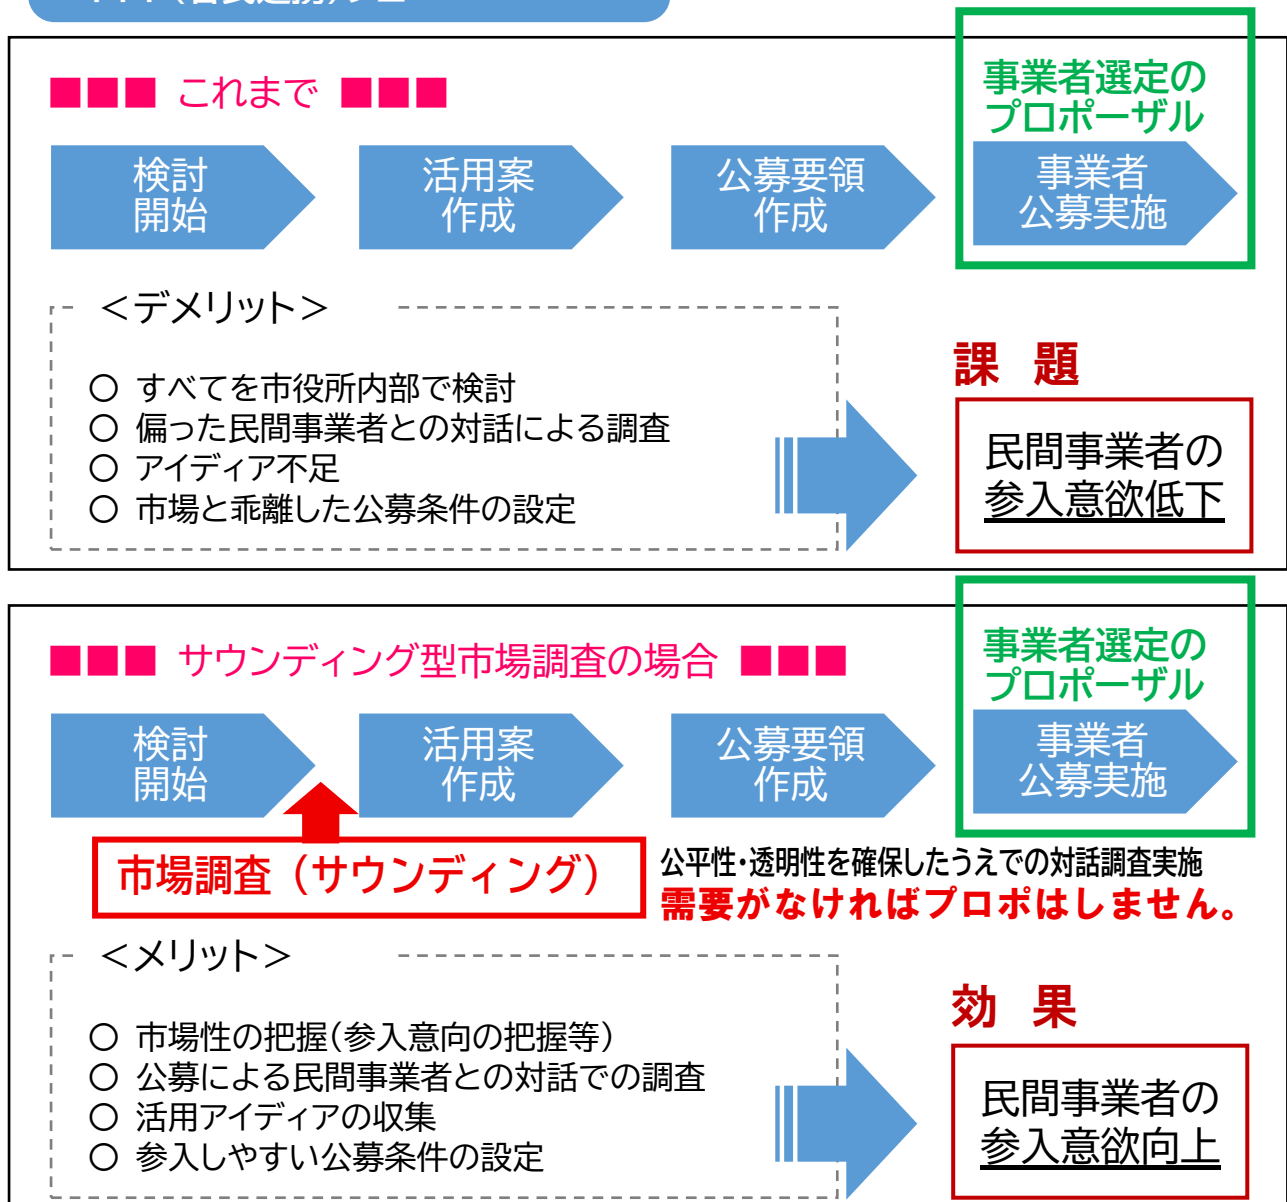 ■■■ これまで ■■■
事業者選定の
プロポーザル
検討
開始
活用案
作成
公募要領
作成
事業者
公募実施
＜デメリット＞
○ すべてを市役所内部で検討
○ 偏った民間事業者との対話による調査
○ アイディア不足
○ 市場と乖離した公募条件の設定
課 題
民間事業者の
参入意欲低下
■■■ サウンディング型市場調査の場合 ■■■
事業者選定の
プロポーザル
検討
開始
活用案
作成
公募要領
作成
事業者
公募実施
市場調査（サウンディング）
公平性・透明性を確保したうえでの対話調査実施
需要がなければプロポはしません。
＜メリット＞
○ 市場性の把握（参入意向の把握等）
○ 公募による民間事業者との対話での調査
○ 活用アイディアの収集
○ 参入しやすい公募条件の設定
効 果
民間事業者の
参入意欲向上